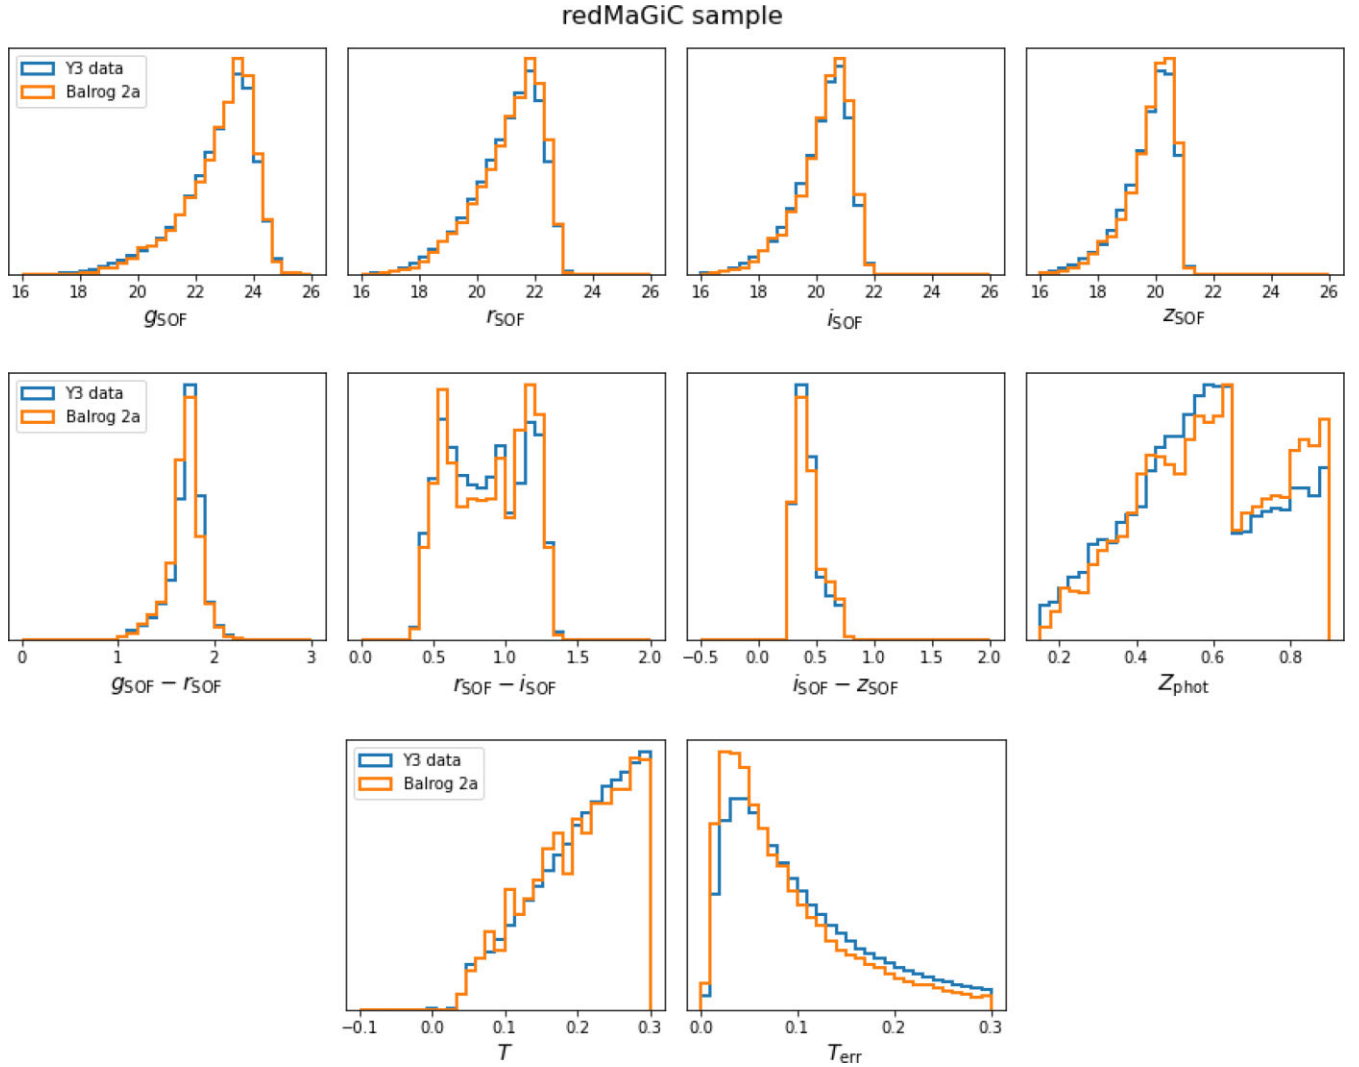 redMaGiC sample
Y3 data
Balrog 2a
16 18 20 22 24 26
16 18 20 22 24 26
16 18 20 22 24 26
16 18 20 22 24 26
g_SOF
r_SOF
i_SOF
z_SOF
Y3 data
Balrog 2a
0 1 2 3
0.0 0.5 1.0 1.5 2.0
−0.5 0.0 0.5 1.0 1.5 2.0
0.2 0.4 0.6 0.8
g_SOF − r_SOF
r_SOF − i_SOF
i_SOF − z_SOF
Z_phot
Y3 data
Balrog 2a
−0.1 0.0 0.1 0.2 0.3
0.0 0.1 0.2 0.3
T
T_err